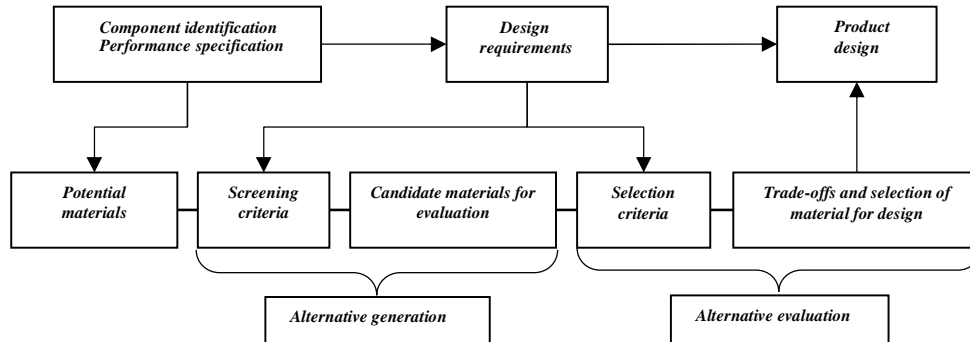 Component identification
Performance specification
Design
requirements
Product
design
Potential
materials
Screening
criteria
Candidate materials for
evaluation
Selection
criteria
Trade-offs and selection of
material for design
Alternative generation
Alternative evaluation